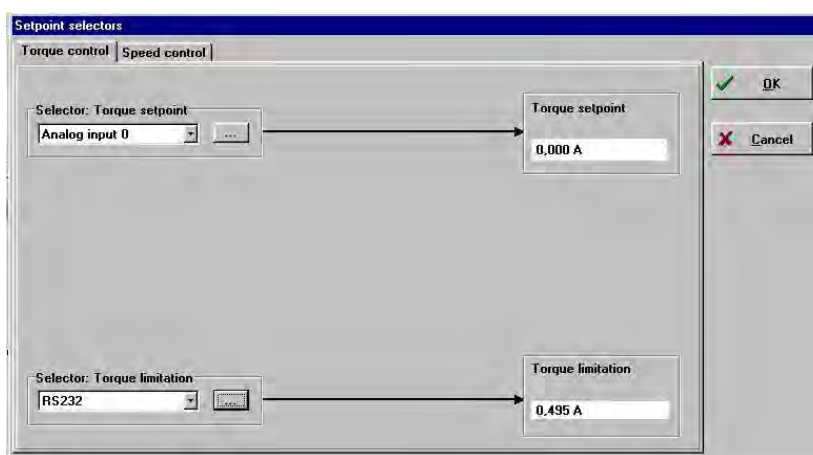 Setpoint selectors
Torque control
Speed control
OK
Cancel
Selector: Torque setpoint
Analog input 0
...
Torque setpoint
0,000 A
Selector: Torque limitation
RS232
...
Torque limitation
0,495 A